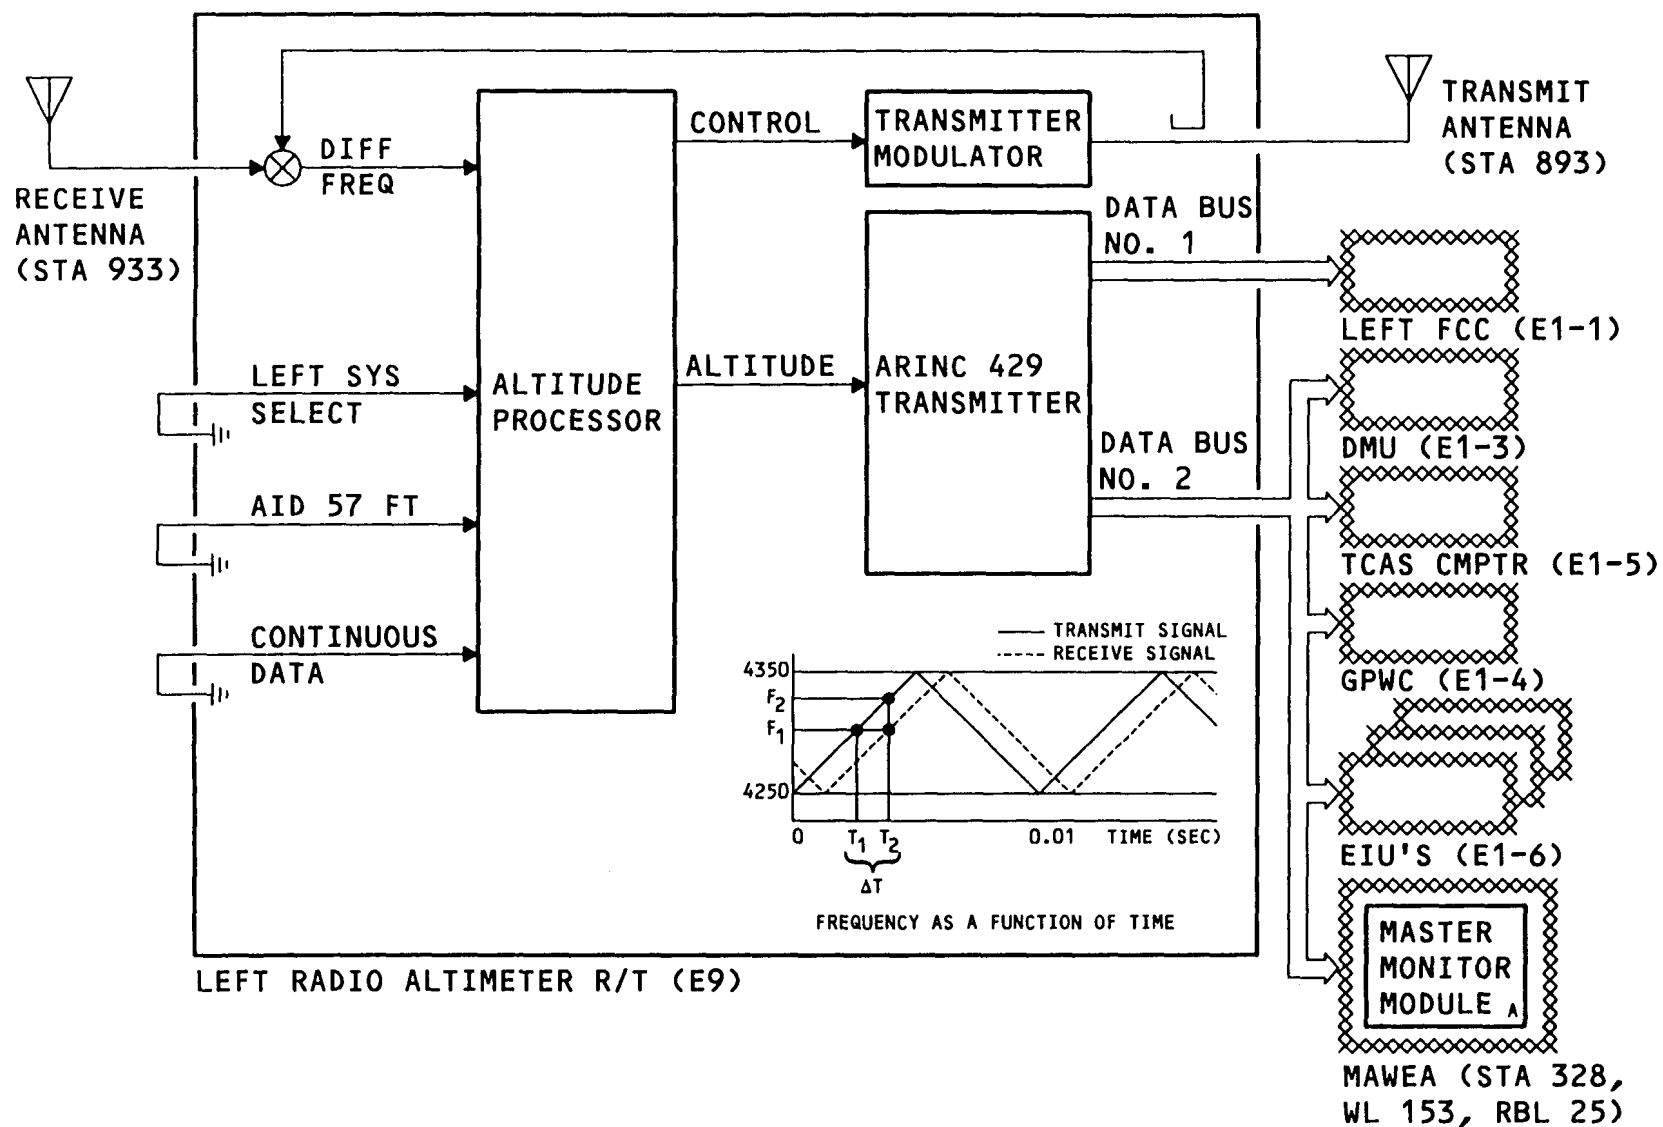 RECEIVE
ANTENNA
(STA 933)
DIFF
FREQ
LEFT SYS
SELECT
AID 57 FT
CONTINUOUS
DATA
ALTITUDE
PROCESSOR
CONTROL
ALTITUDE
TRANSMITTER
MODULATOR
ARINC 429
TRANSMITTER
TRANSMIT
ANTENNA
(STA 893)
DATA BUS
NO. 1
DATA BUS
NO. 2
LEFT FCC (E1-1)
DMU (E1-3)
TCAS CMPTR (E1-5)
GPWC (E1-4)
EIU'S (E1-6)
MASTER
MONITOR
MODULE A
MAWEA (STA 328,
WL 153, RBL 25)
TRANSMIT SIGNAL
RECEIVE SIGNAL
4350
F2
F1
4250
0 T1 T2 0.01 TIME (SEC)
ΔT
FREQUENCY AS A FUNCTION OF TIME
LEFT RADIO ALTIMETER R/T (E9)